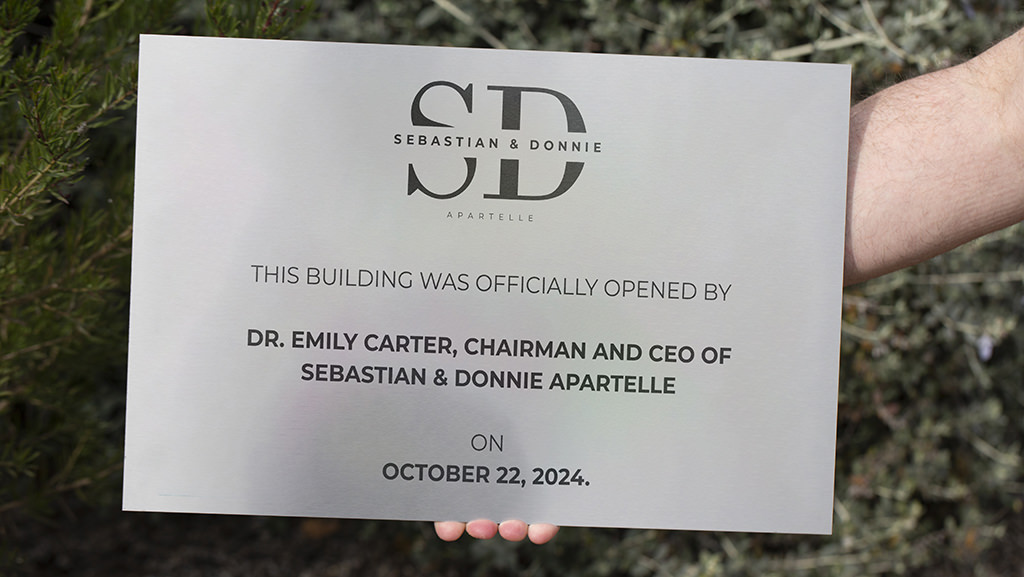 SD
SEBASTIAN & DONNIE
APARTELLE
THIS BUILDING WAS OFFICIALLY OPENED BY
DR. EMILY CARTER, CHAIRMAN AND CEO OF
SEBASTIAN & DONNIE APARTELLE
ON
OCTOBER 22, 2024.